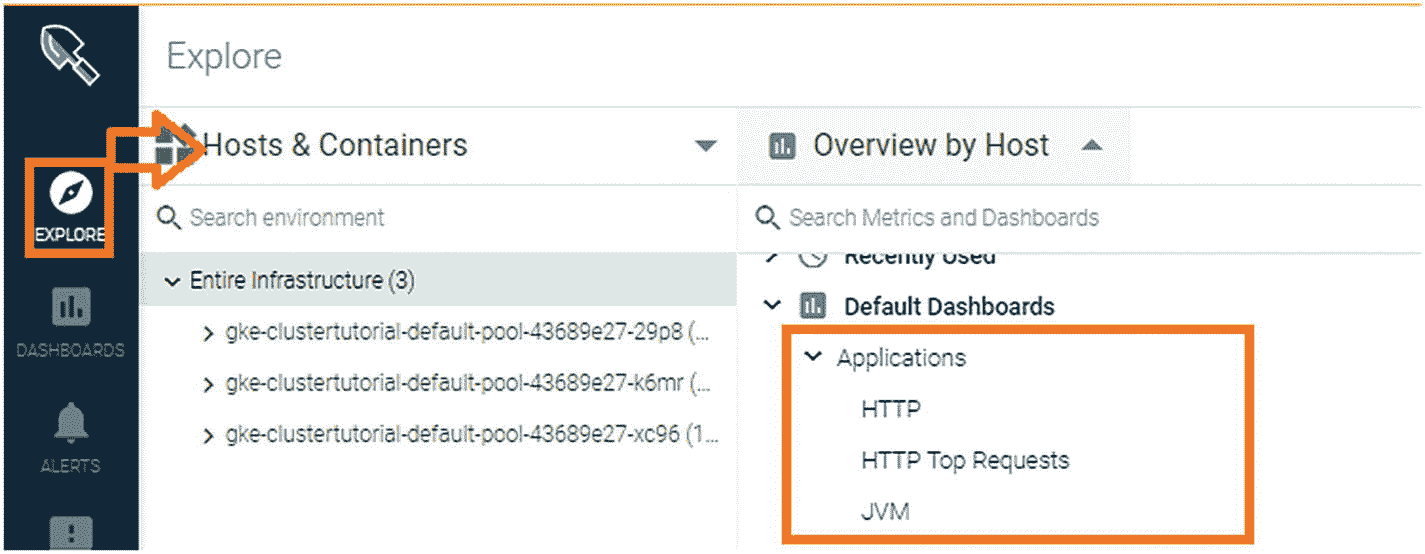 Explore
Hosts & Containers
Overview by Host
EXPLORE
Search environment
Search Metrics and Dashboards
Recently Used
Entire Infrastructure (3)
Default Dashboards
gke-clustertutorial-default-pool-43689e27-29p8 (...
DASHBOARDS
Applications
gke-clustertutorial-default-pool-43689e27-k6mr (...
HTTP
gke-clustertutorial-default-pool-43689e27-xc96 (1...
ALERTS
HTTP Top Requests
JVM